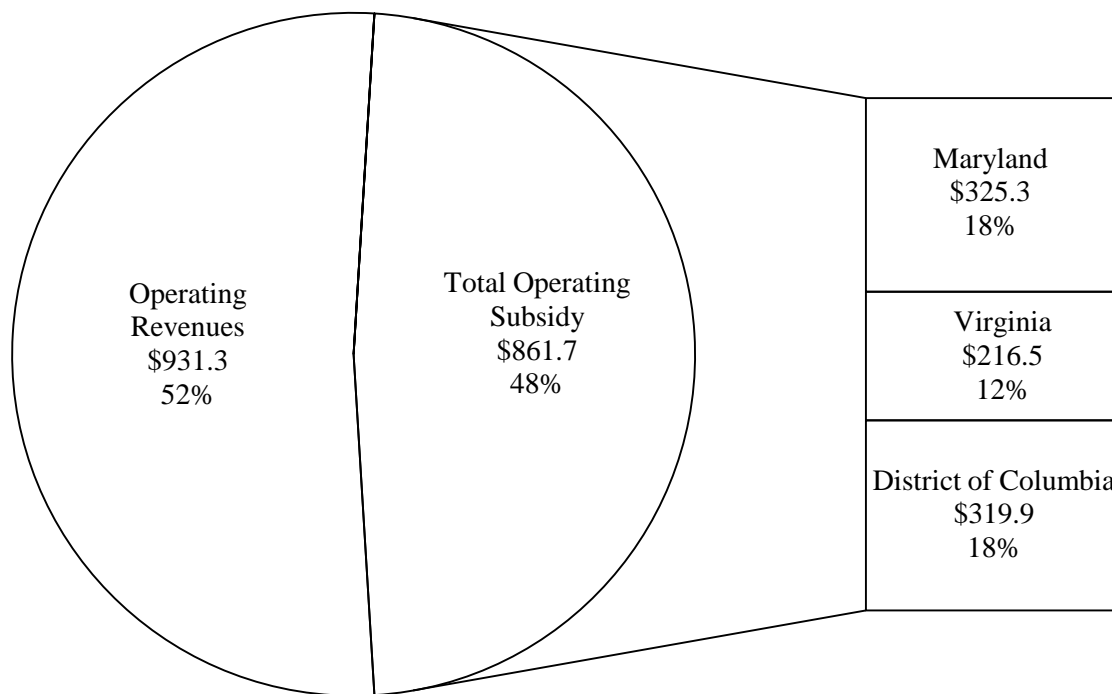 Operating
Revenues
$931.3
52%
Total Operating
Subsidy
$861.7
48%
Maryland
$325.3
18%
Virginia
$216.5
12%
District of Columbia
$319.9
18%